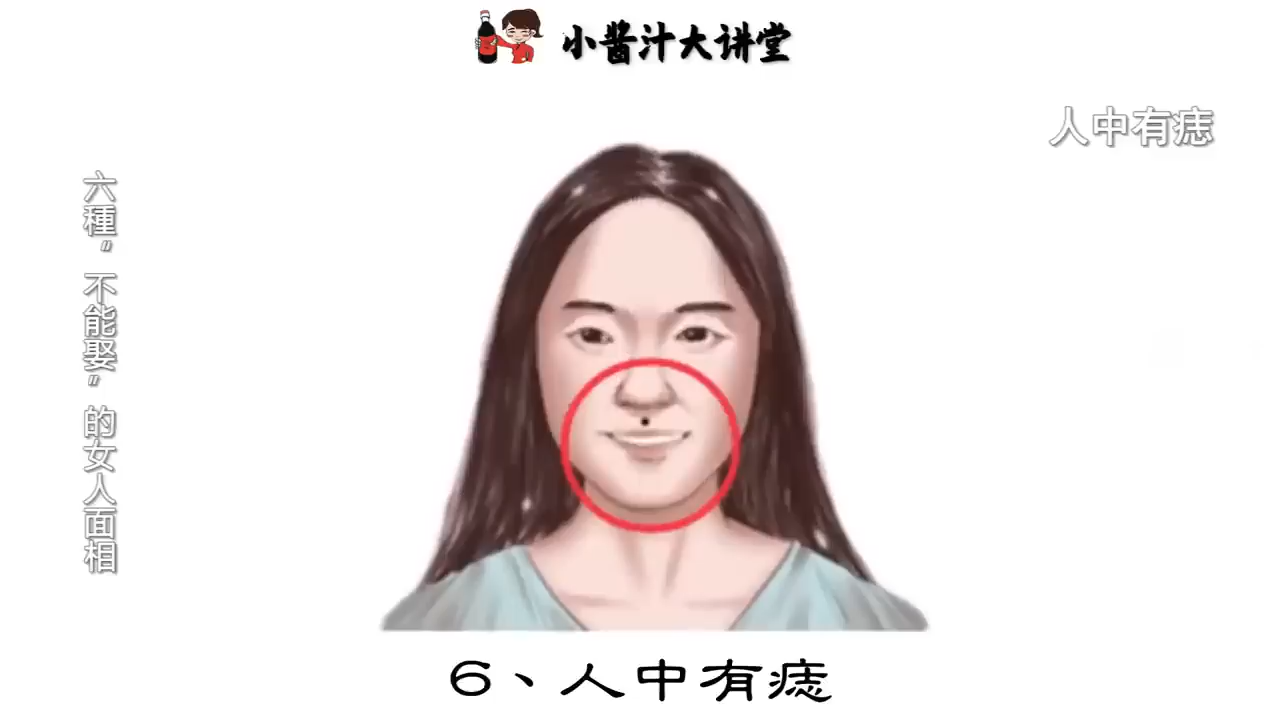 小酱汁大讲堂
人中有痣
六種“不能娶”的女人面相
6、人中有痣